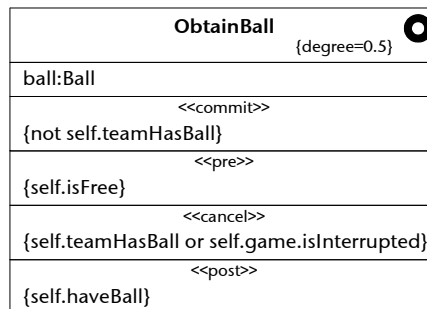 ObtainBall
{degree=0.5}
ball:Ball
<<commit>>
{not self.teamHasBall}
<<pre>>
{self.isFree}
<<cancel>>
{self.teamHasBall or self.game.isInterrupted}
<<post>>
{self.haveBall}